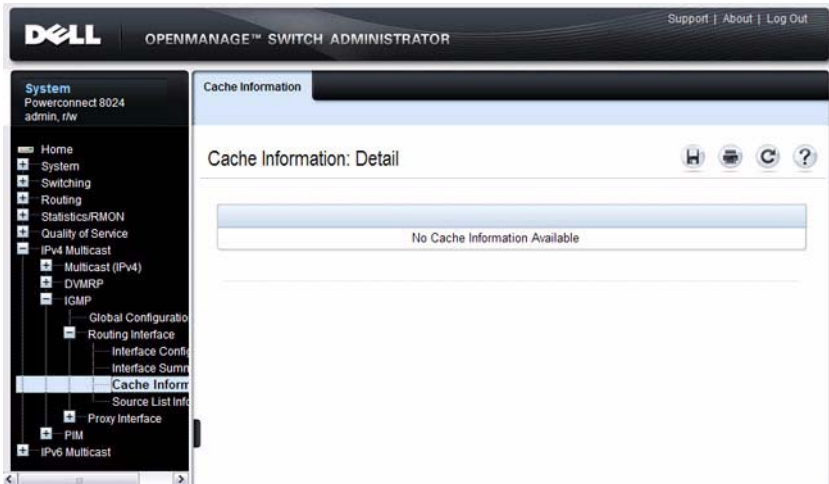 Support | About | Log Out
DELL
OPENMANAGE™ SWITCH ADMINISTRATOR
System
Powerconnect 8024
admin, r/w
Cache Information
Home
System
Switching
Routing
Statistics/RMON
Quality of Service
IPv4 Multicast
Multicast (IPv4)
DVMRP
IGMP
Global Configuratio
Routing Interface
Interface Config
Interface Summ
Cache Inform
Source List Info
Proxy Interface
PIM
IPv6 Multicast
Cache Information: Detail
No Cache Information Available